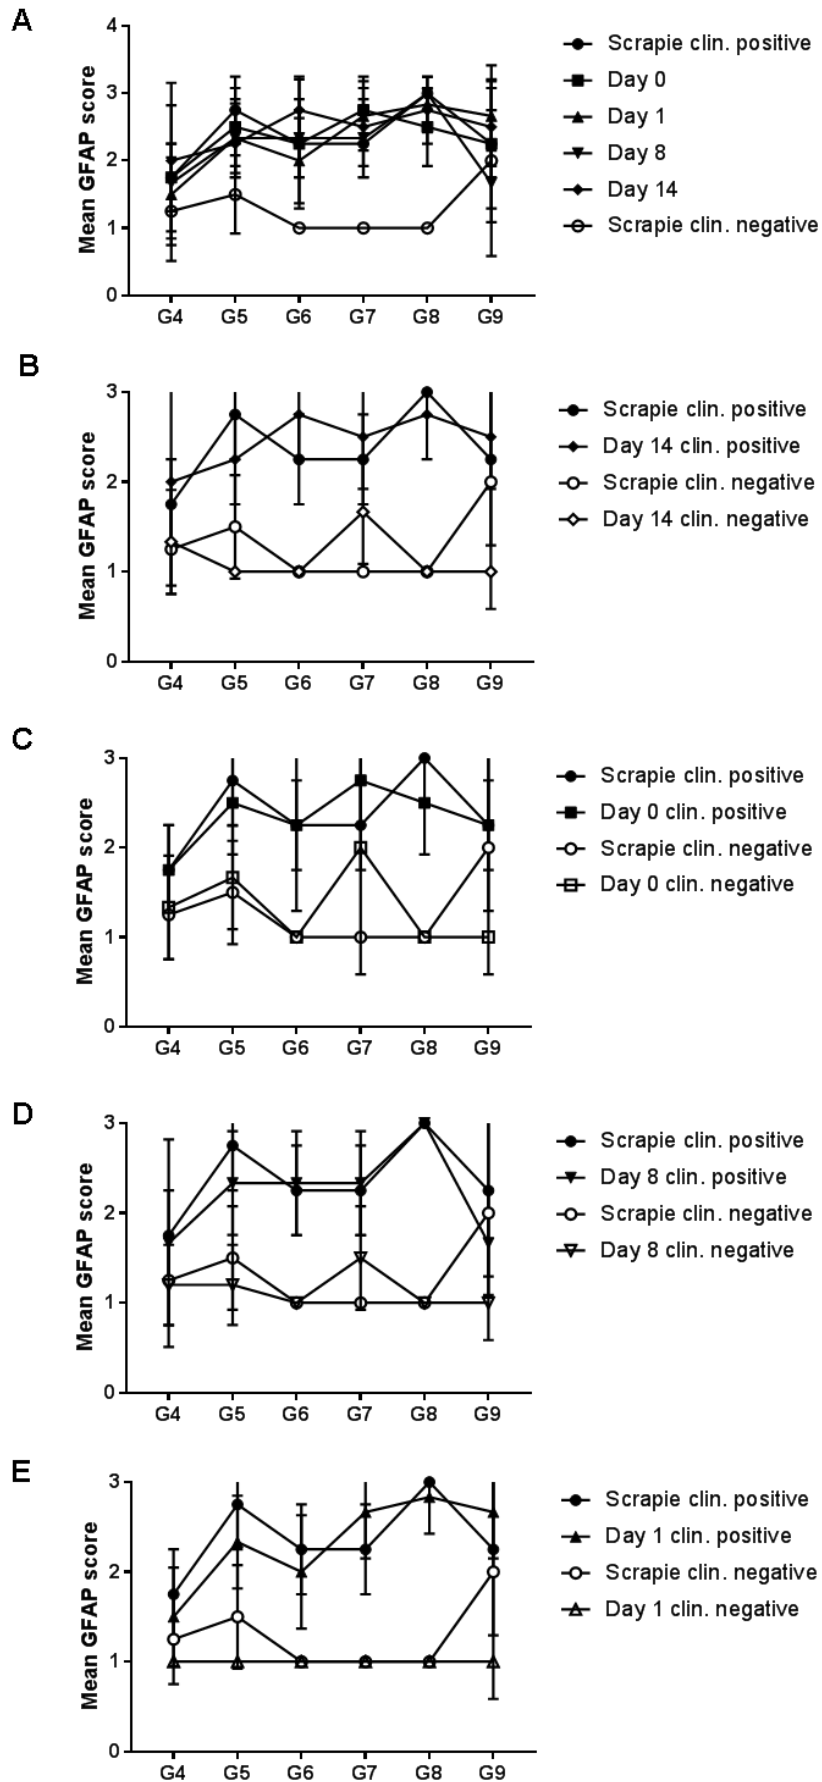 A
Mean GFAP score
4
3
2
1
0
G4 G5 G6 G7 G8 G9
Scrapie clin. positive
Day 0
Day 1
Day 8
Day 14
Scrapie clin. negative
B
Mean GFAP score
3
2
1
0
G4 G5 G6 G7 G8 G9
Scrapie clin. positive
Day 14 clin. positive
Scrapie clin. negative
Day 14 clin. negative
C
Mean GFAP score
3
2
1
0
G4 G5 G6 G7 G8 G9
Scrapie clin. positive
Day 0 clin. positive
Scrapie clin. negative
Day 0 clin. negative
D
Mean GFAP score
3
2
1
0
G4 G5 G6 G7 G8 G9
Scrapie clin. positive
Day 8 clin. positive
Scrapie clin. negative
Day 8 clin. negative
E
Mean GFAP score
3
2
1
0
G4 G5 G6 G7 G8 G9
Scrapie clin. positive
Day 1 clin. positive
Scrapie clin. negative
Day 1 clin. negative